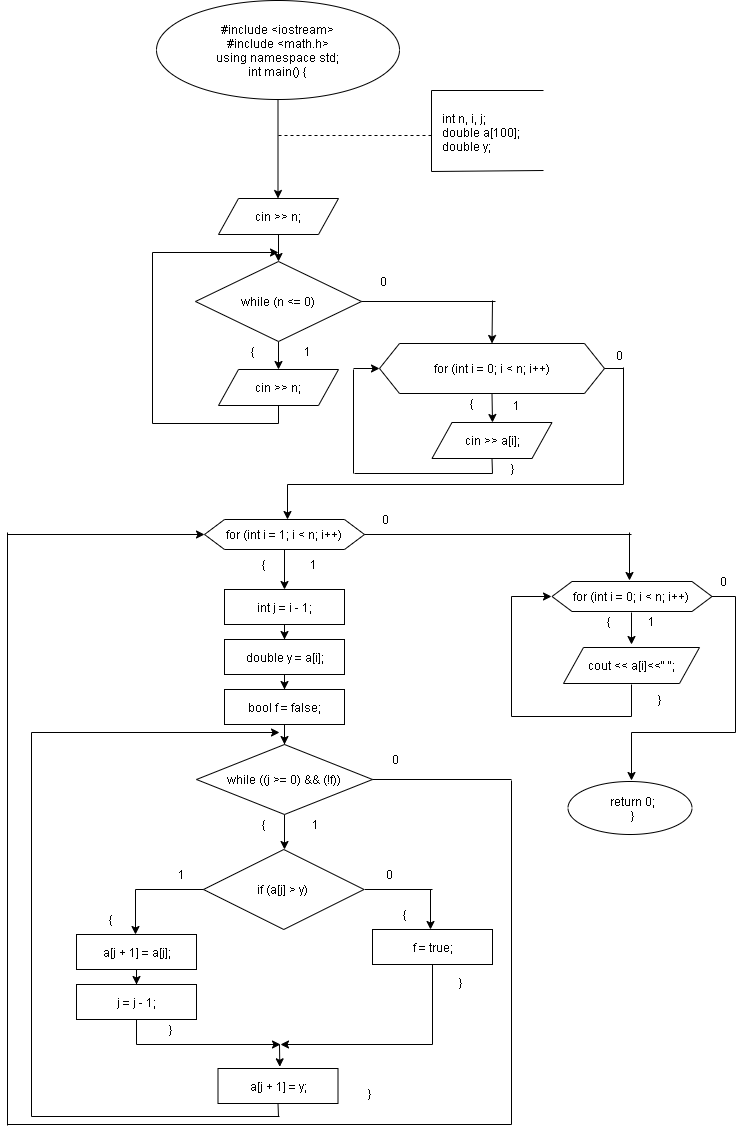 #include <iostream>
#include <math.h>
using namespace std;
int main() {
int n, i, j;
double a[100];
double y;
cin >> n;
while (n <= 0)
0
{
1
cin >> n;
for (int i = 0; i < n; i++)
0
{
1
cin >> a[i];
}
for (int i = 1; i < n; i++)
0
{
1
int j = i - 1;
double y = a[i];
bool f = false;
for (int i = 0; i < n; i++)
0
{
1
cout << a[i]<<" ";
}
return 0;
}
while ((j >= 0) && (!f))
0
{
1
if (a[j] > y)
1
0
{
a[j + 1] = a[j];
j = j - 1;
}
{
f = true;
}
a[j + 1] = y;
}